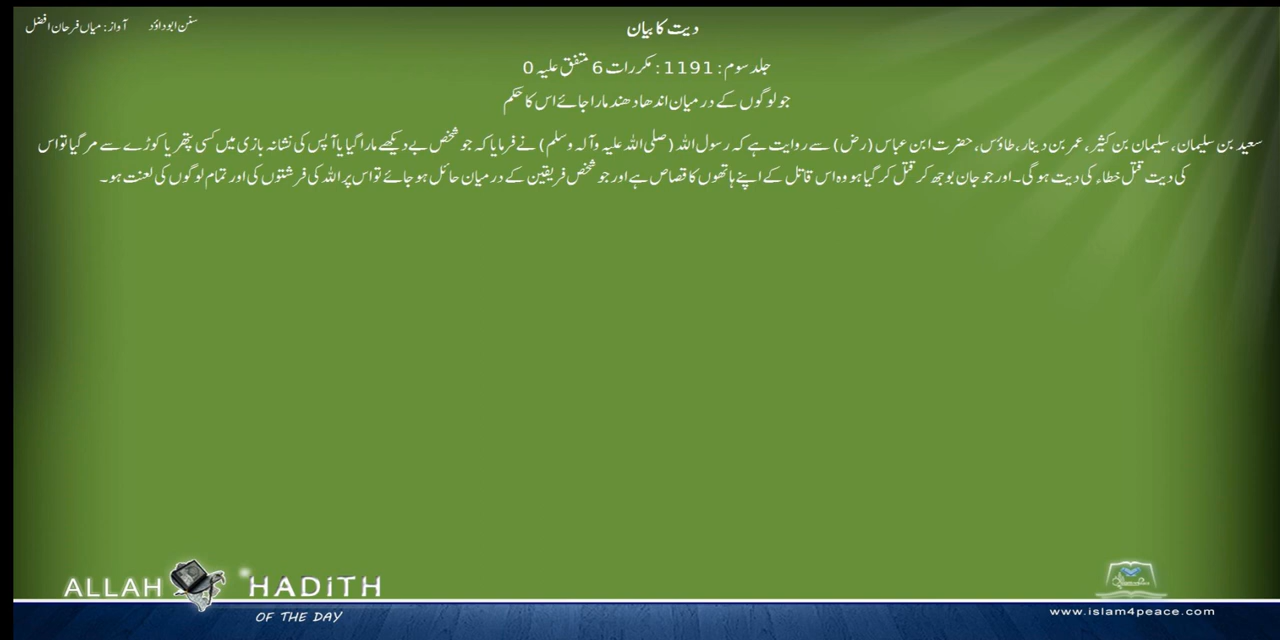 دیت کا بیان
سنن ابوداؤد آواز: میاں فرحان افضل
جلد سوم : 1191 : مکررات 6 متفق علیہ 0
جو لوگوں کے درمیان اندھا دھند مارا جائے اس کا حکم
سعید بن سلیمان، سلیمان بن کثیر، عمر بن دینار، طاؤس، حضرت ابن عباس (رض) سے روایت ہے کہ رسول اللہ (صلی اللہ علیہ وآلہ وسلم) نے فرمایا کہ جو شخص بے دیکھے مارا گیا یا آپس کی نشانہ بازی میں کسی پتھر یا کوڑے سے مر گیا تو اس
کی دیت قتل خطاء کی دیت ہوگی۔ اور جو جان بوجھ کر قتل کر گیا ہو وہ اس قاتل کے اپنے ہاتھوں کا قصاص ہے اور جو شخص فریقین کے درمیان حائل ہو جائے تو اس پر اللہ کی فرشتوں کی اور تمام لوگوں کی لعنت ہو۔
ALLAH HADITH
OF THE DAY
www.islam4peace.com